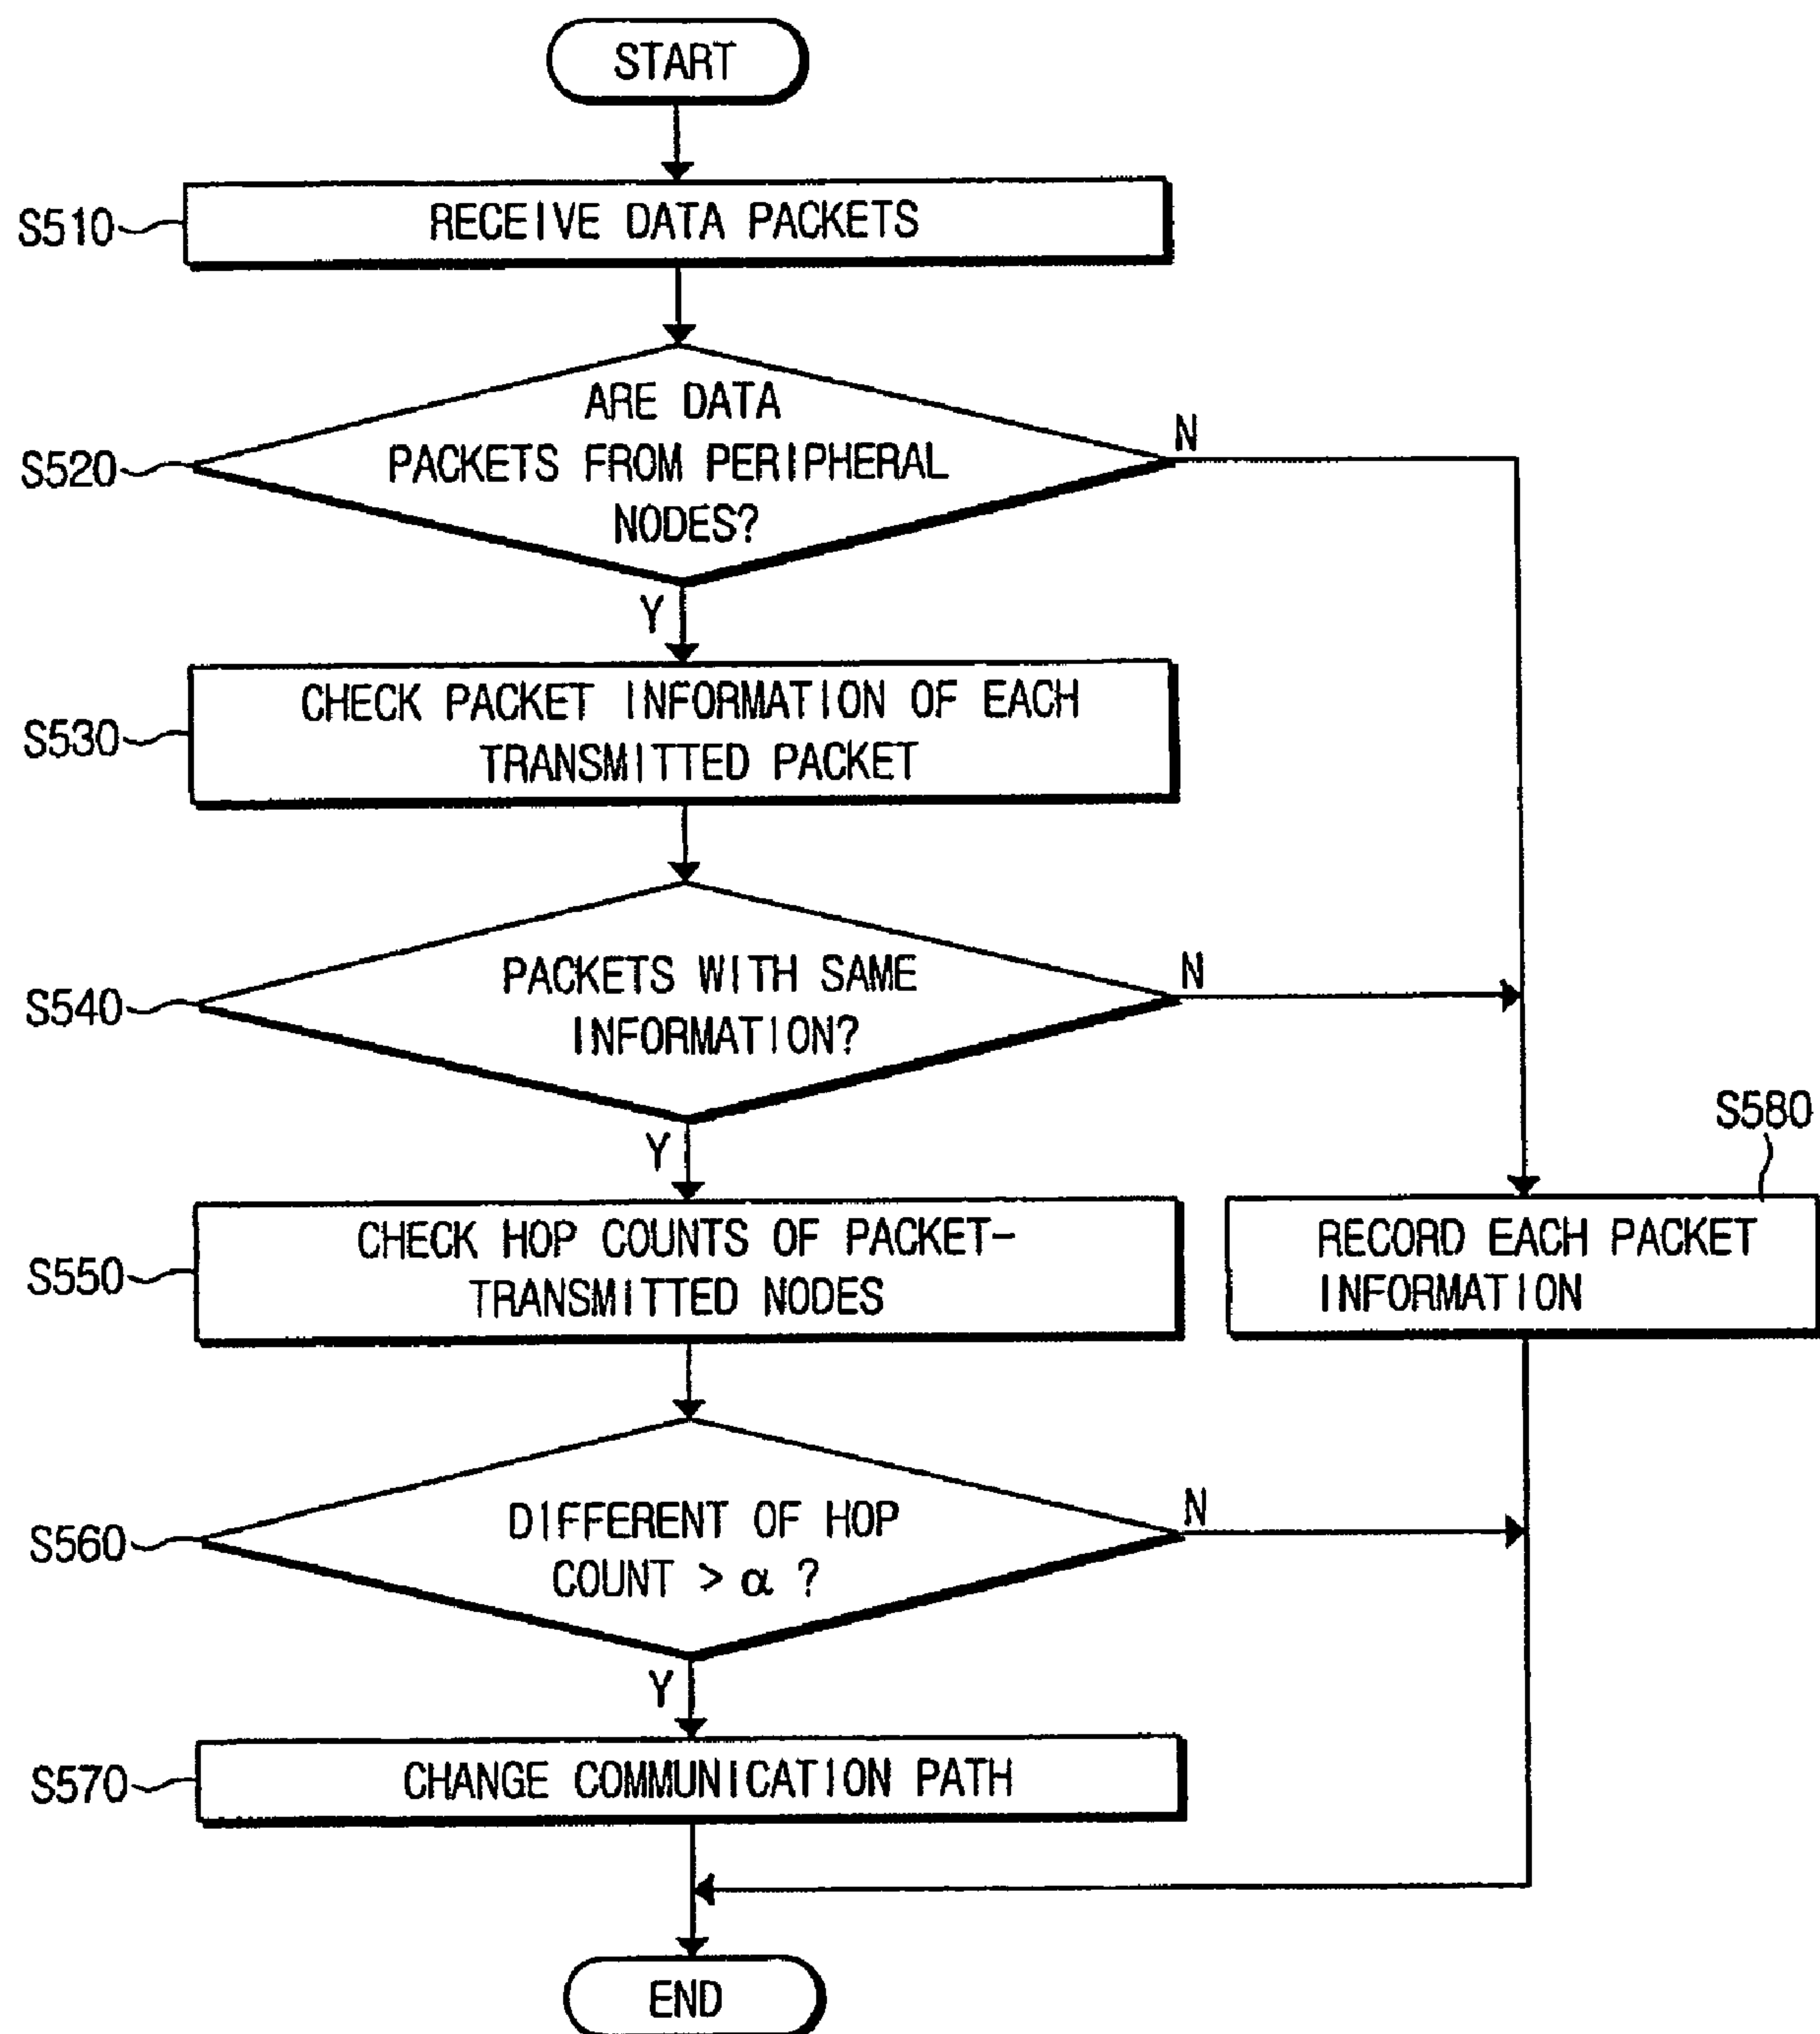 START
S510
RECEIVE DATA PACKETS
S520
ARE DATA
PACKETS FROM PERIPHERAL
NODES?
N
Y
S530
CHECK PACKET INFORMATION OF EACH
TRANSMITTED PACKET
S540
PACKETS WITH SAME
INFORMATION?
N
Y
S550
CHECK HOP COUNTS OF PACKET-
TRANSMITTED NODES
S580
RECORD EACH PACKET
INFORMATION
S560
DIFFERENT OF HOP
COUNT > α ?
N
Y
S570
CHANGE COMMUNICATION PATH
END